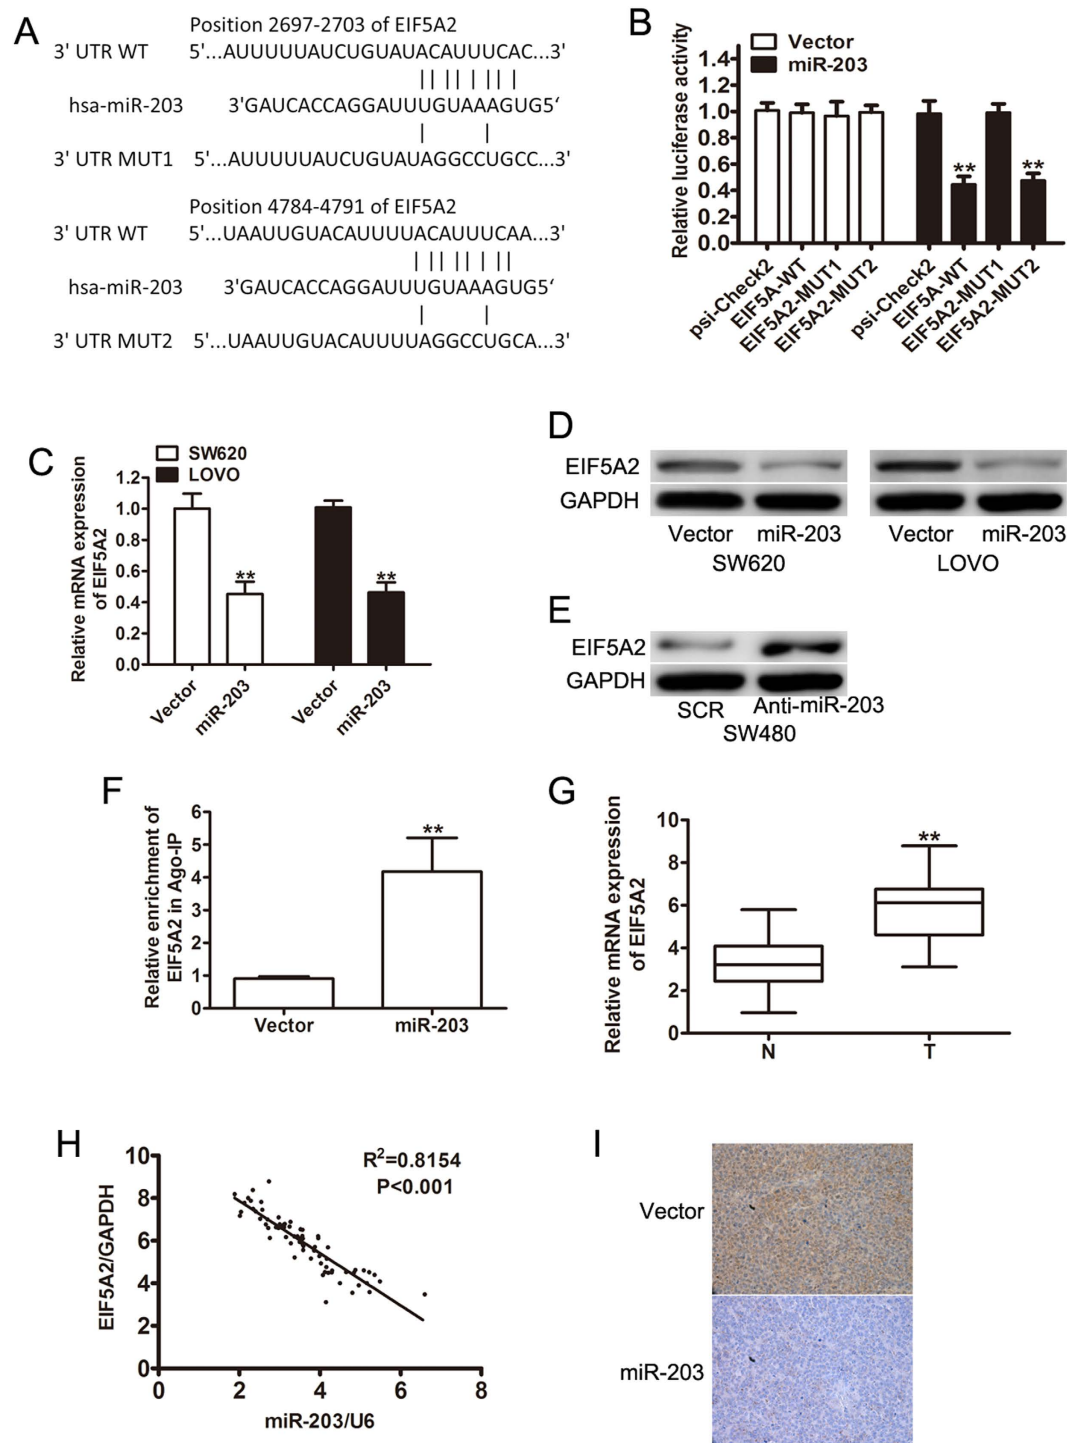 A
Position 2697-2703 of EIF5A2
3' UTR WT 5'...AUUUUUAUCUGUAUACAUUUCAC...3'
hsa-miR-203 3'GAUCACCAGGAUUUGUAAAGUG5‘
3' UTR MUT1 5'...AUUUUUAUCUGUAUAGGCCUGCC...3'
Position 4784-4791 of EIF5A2
3' UTR WT 5'...UAAUUGUACAUUUUACAUUUCAA...3'
hsa-miR-203 3'GAUCACCAGGAUUUGUAAAGUG5‘
3' UTR MUT2 5'...UAAUUGUACAUUUUAGGCCUGCA...3'
B
Vector
miR-203
Relative luciferase activity
1.4
1.2
1.0
0.8
0.6
0.4
0.2
0.0
** **
psi-Check2 EIF5A-WT EIF5A2-MUT1 EIF5A2-MUT2 psi-Check2 EIF5A-WT EIF5A2-MUT1 EIF5A2-MUT2
C
SW620
LOVO
Relative mRNA expression
of EIF5A2
1.2
1.0
0.8
0.6
0.4
0.2
0.0
** **
Vector miR-203 Vector miR-203
D
EIF5A2
GAPDH
Vector miR-203 Vector miR-203
SW620 LOVO
E
EIF5A2
GAPDH
SCR Anti-miR-203
SW480
F
Relative enrichment of
EIF5A2 in Ago-IP
6
5
4
3
2
1
0
**
Vector miR-203
G
Relative mRNA expression
of EIF5A2
10
8
6
4
2
0
**
N T
H
EIF5A2/GAPDH
10
8
6
4
2
0
R2=0.8154
P<0.001
0 2 4 6 8
miR-203/U6
I
Vector
miR-203